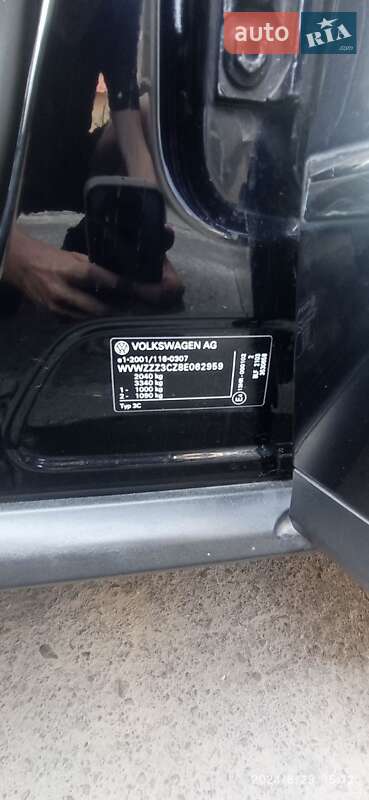 auto RIA
.com
VOLKSWAGEN AG
e1-2001/116-0307
WVWZZZ3CZ8E062959
2040 kg
3340 kg
1 - 1000 kg
2 - 1090 kg
Typ 3C